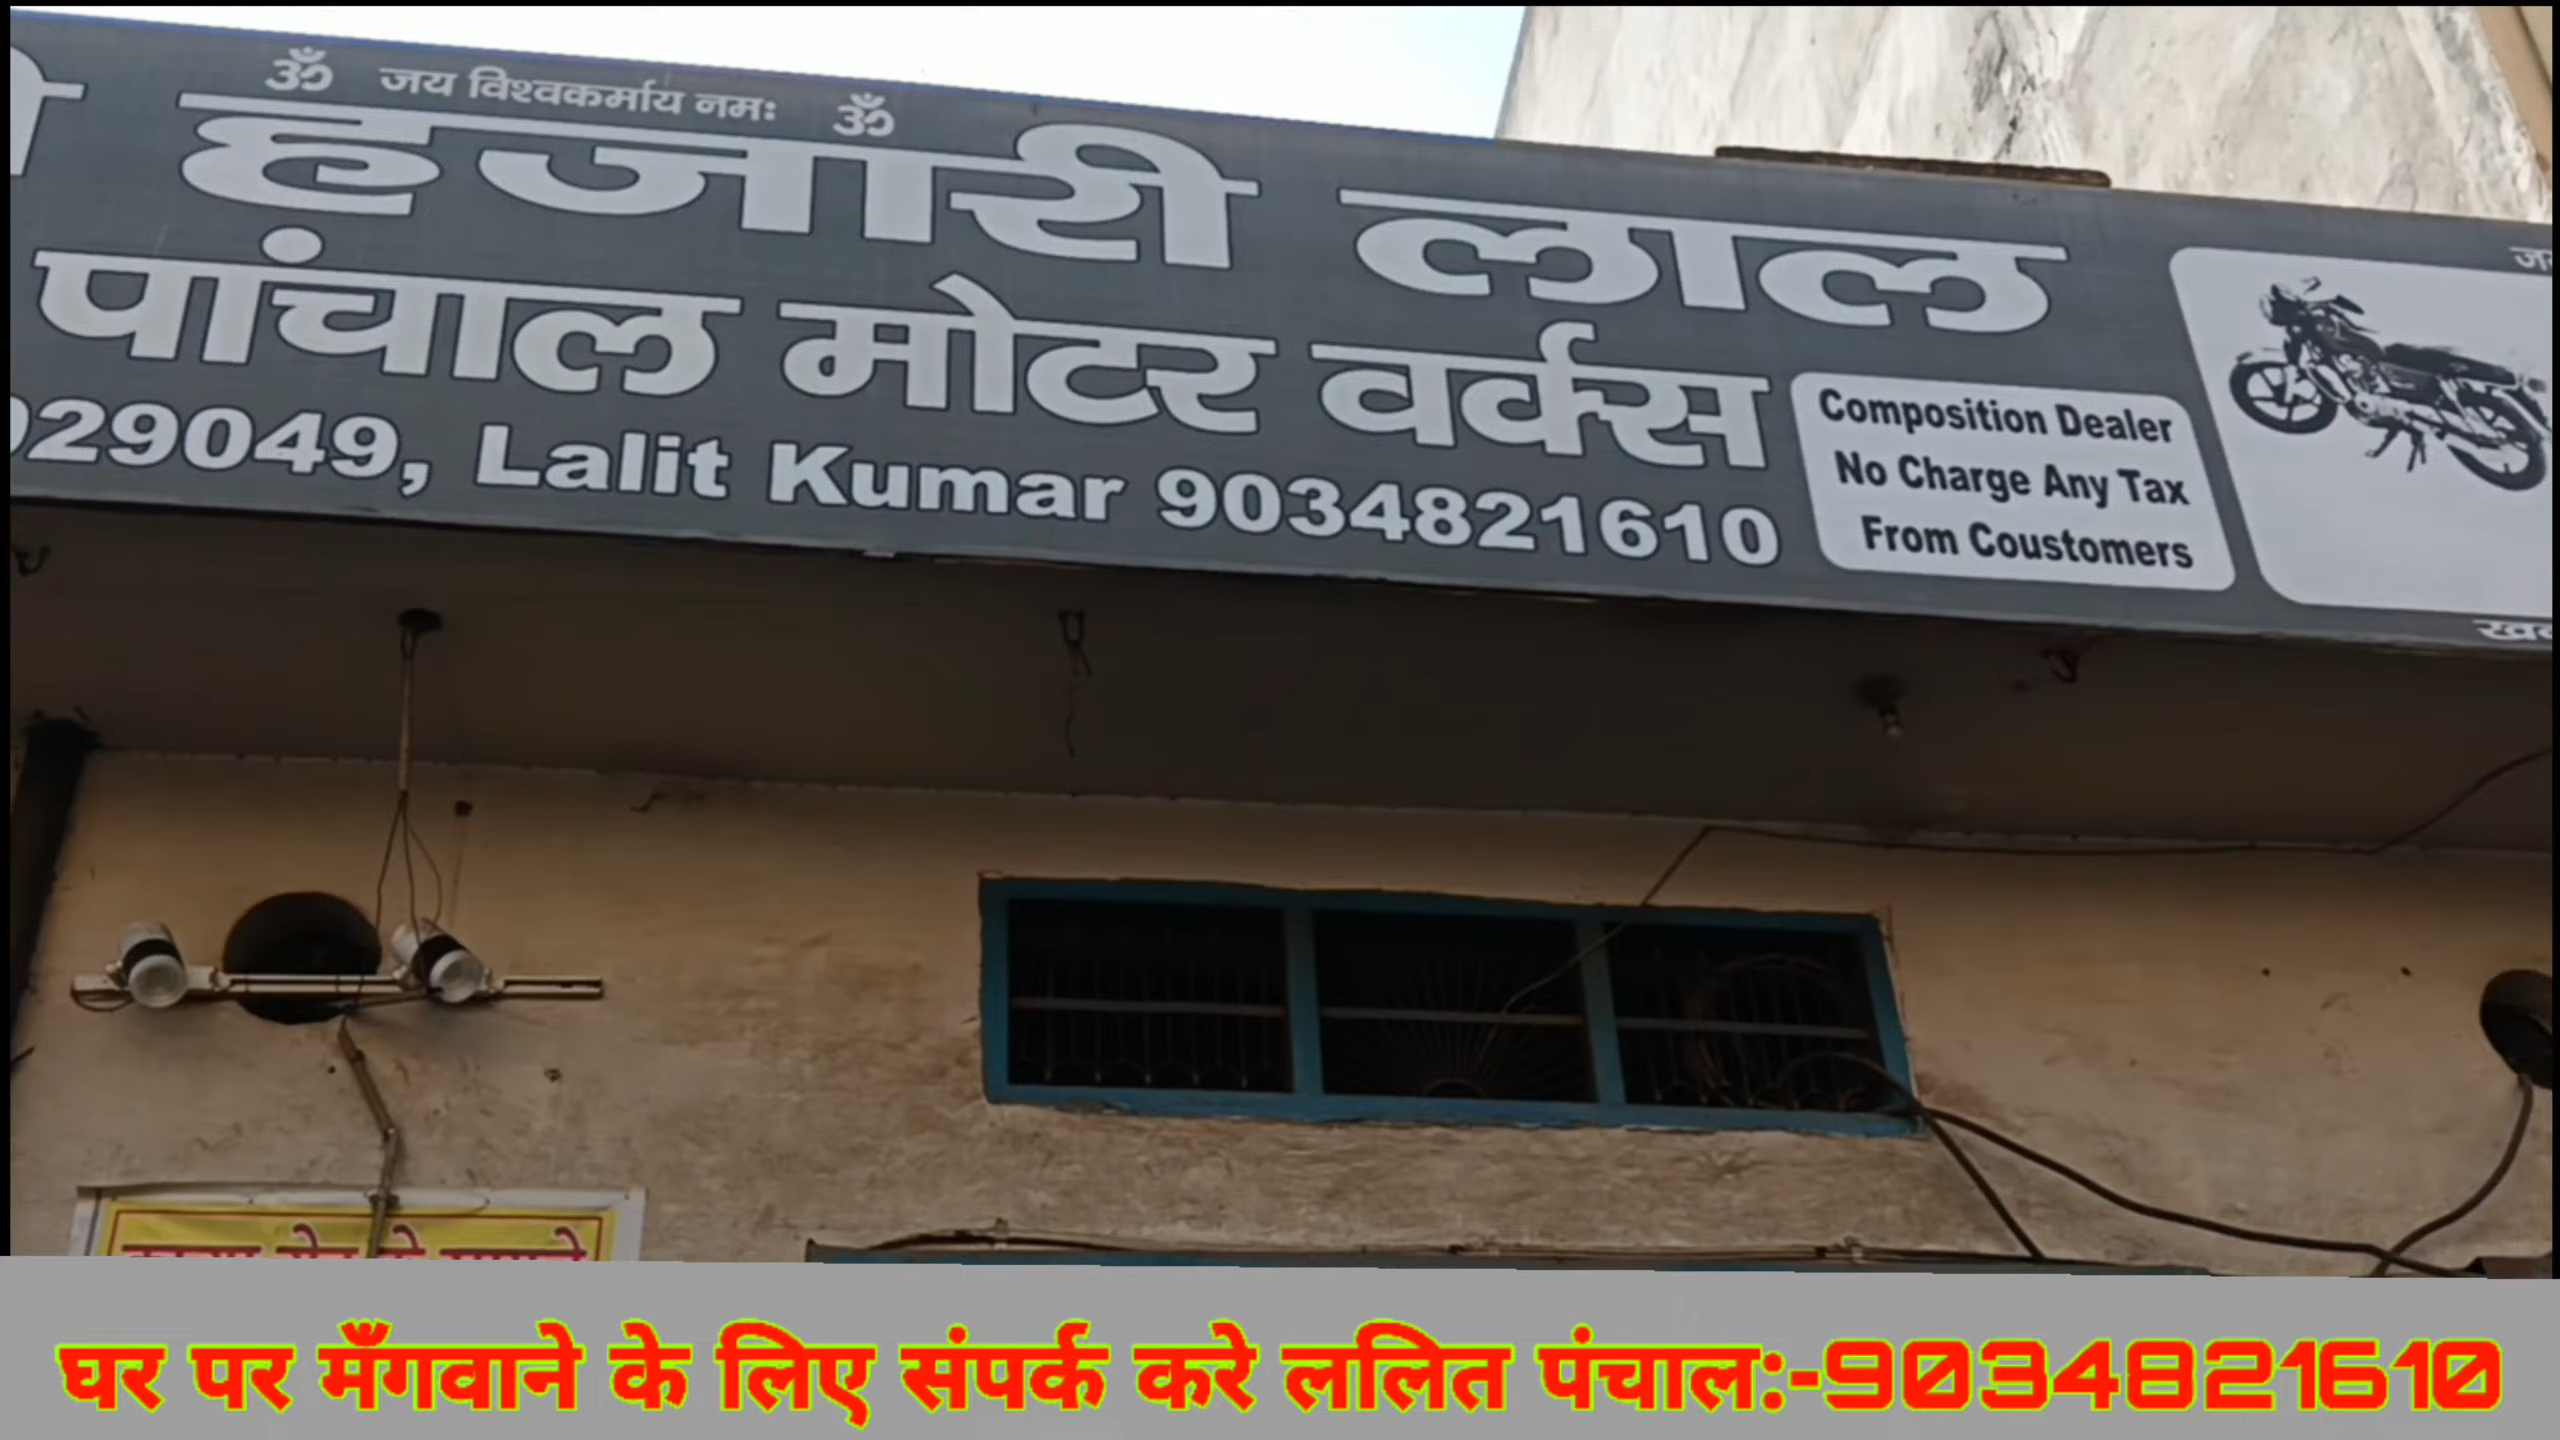 ॐ जय विश्वकर्माय नमः ॐ
हजारी लाल
पांचाल मोटर वर्क्स
29049, Lalit Kumar 9034821610
Composition Dealer
No Charge Any Tax
From Coustomers
घर पर मँगवाने के लिए संपर्क करे ललित पंचाल:-9034821610